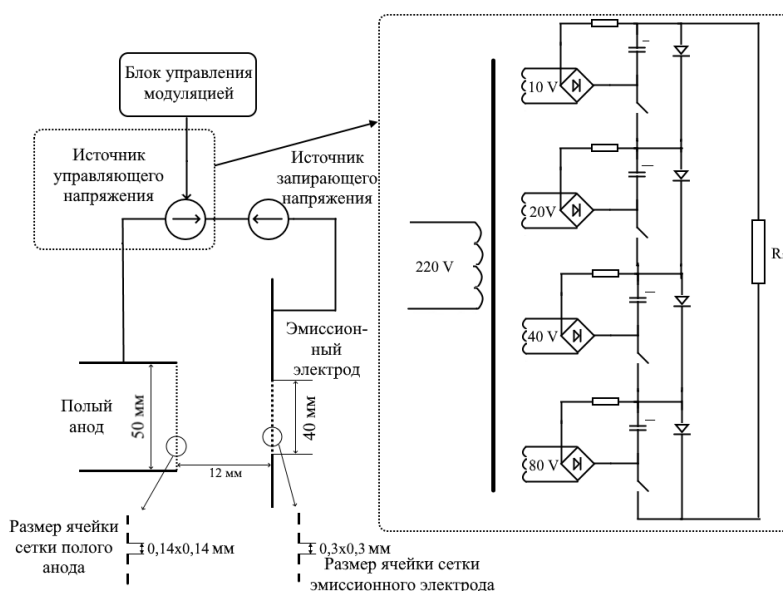 Блок управления
модуляцией
Источник
управляющего
напряжения
Источник
запирающего
напряжения
Эмиссион-
ный
электрод
Полый
анод
50 мм
40 мм
12 мм
Размер ячейки
сетки полого
анода
0,14x0,14 мм
0,3x0,3 мм
Размер ячейки сетки
эмиссионного электрода
220 V
10 V
20V
40 V
80 V
R